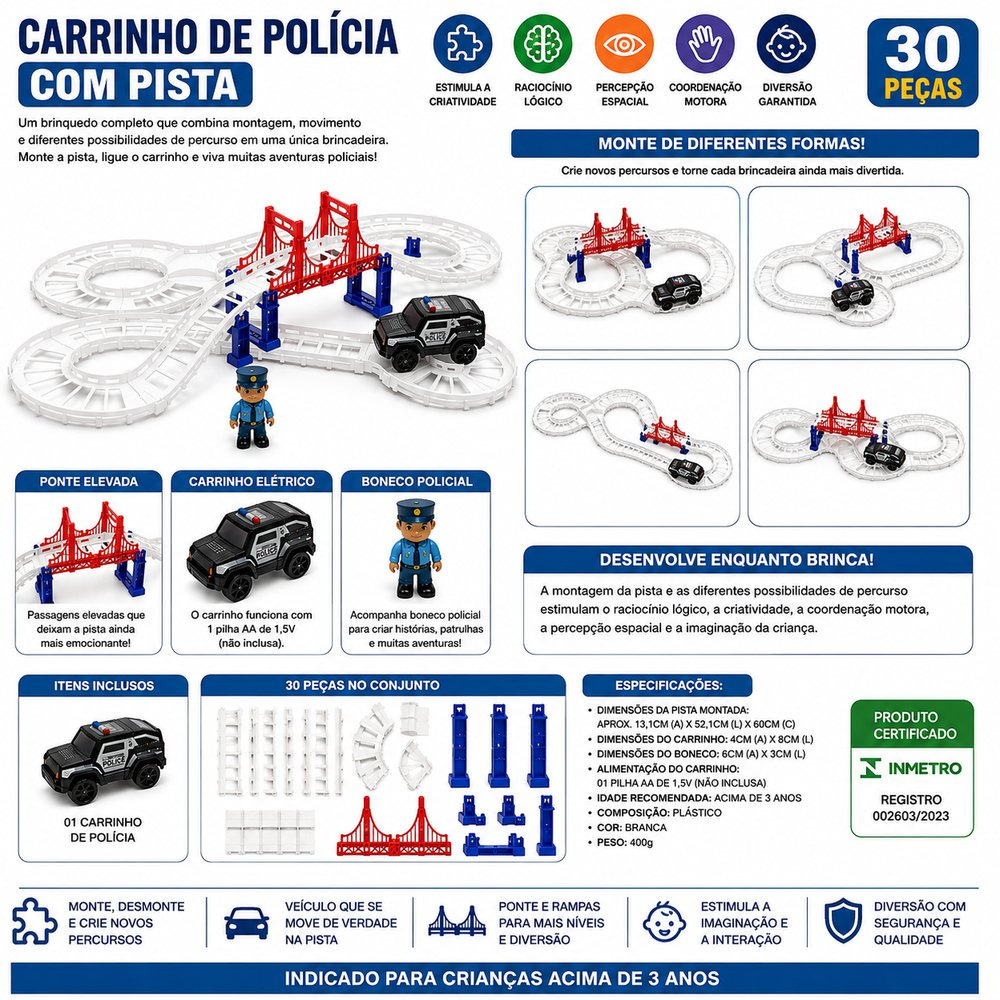 CARRINHO DE POLÍCIA
COM PISTA
Um brinquedo completo que combina montagem, movimento
e diferentes possibilidades de percurso em uma única brincadeira.
Monte a pista, ligue o carrinho e viva muitas aventuras policiais!
ESTIMULA A
CRIATIVIDADE
RACIOCÍNIO
LÓGICO
PERCEPÇÃO
ESPACIAL
COORDENAÇÃO
MOTORA
DIVERSÃO
GARANTIDA
30
PEÇAS
MONTE DE DIFERENTES FORMAS!
Crie novos percursos e torne cada brincadeira ainda mais divertida.
POLICE
PONTE ELEVADA
Passagens elevadas que
deixam a pista ainda
mais emocionante!
CARRINHO ELÉTRICO
POLICE
O carrinho funciona com
1 pilha AA de 1,5V
(não inclusa).
BONECO POLICIAL
Acompanha boneco policial
para criar histórias, patrulhas
e muitas aventuras!
DESENVOLVE ENQUANTO BRINCA!
A montagem da pista e as diferentes possibilidades de percurso
estimulam o raciocínio lógico, a criatividade, a coordenação motora,
a percepção espacial e a imaginação da criança.
ITENS INCLUSOS
POLICE
01 CARRINHO
DE POLÍCIA
30 PEÇAS NO CONJUNTO
ESPECIFICAÇÕES:
• DIMENSÕES DA PISTA MONTADA:
APROX. 13,1CM (A) X 52,1CM (L) X 60CM (C)
• DIMENSÕES DO CARRINHO: 4CM (A) X 8CM (L)
• DIMENSÕES DO BONECO: 6CM (A) X 3CM (L)
• ALIMENTAÇÃO DO CARRINHO:
01 PILHA AA DE 1,5V (NÃO INCLUSA)
• IDADE RECOMENDADA: ACIMA DE 3 ANOS
• COMPOSIÇÃO: PLÁSTICO
• COR: BRANCA
• PESO: 400g
PRODUTO
CERTIFICADO
INMETRO
REGISTRO
002603/2023
MONTE, DESMONTE
E CRIE NOVOS
PERCURSOS
VEÍCULO QUE SE
MOVE DE VERDADE
NA PISTA
PONTE E RAMPAS
PARA MAIS NÍVEIS
E DIVERSÃO
ESTIMULA A
IMAGINAÇÃO E
A INTERAÇÃO
DIVERSÃO COM
SEGURANÇA E
QUALIDADE
INDICADO PARA CRIANÇAS ACIMA DE 3 ANOS